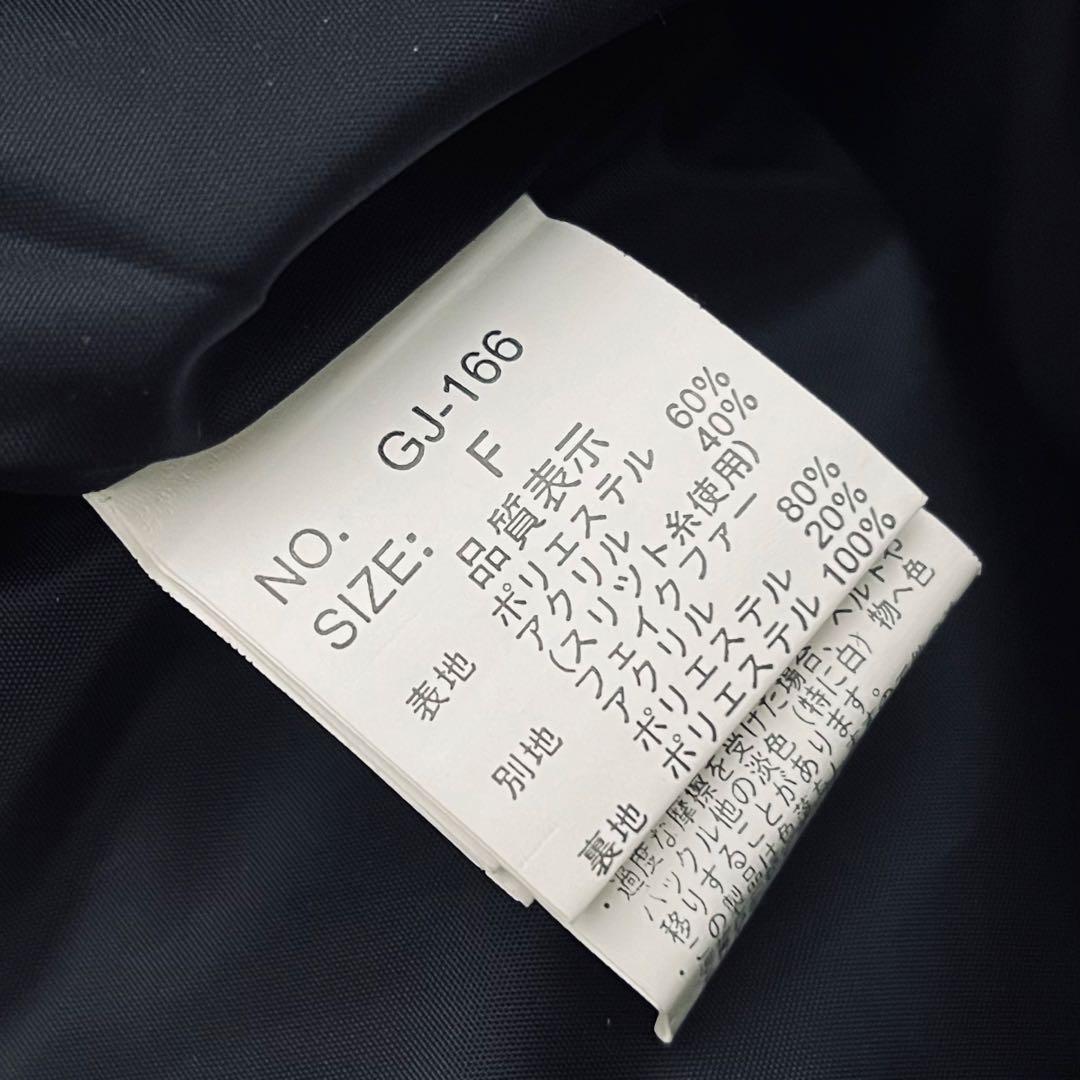 NO. GJ-166
SIZE: F
品質表示
表地 ポリエステル 60%
アクリル 40%
(スリット糸使用)
別地 フェイクファー
アクリル 80%
ポリエステル 20%
裏地 ポリエステル 100%
・過度な摩擦を受けた場合、ベルトや
バックル他の淡色(特に白)物へ色
移りすることがあります。